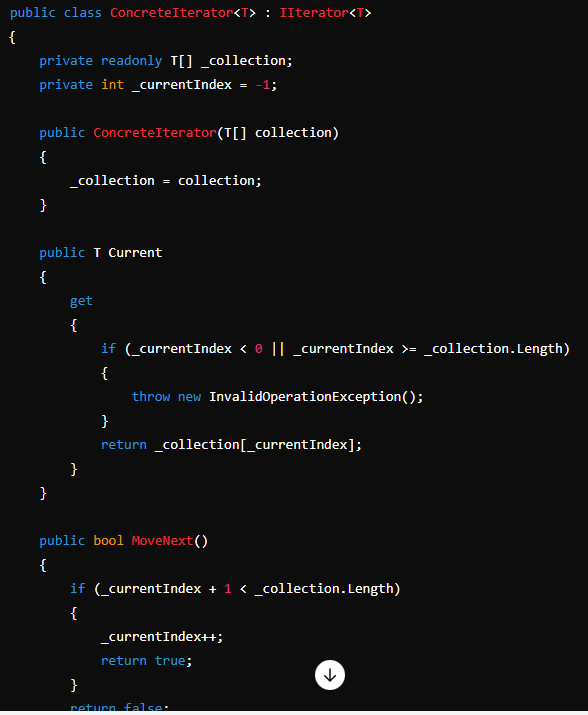 public class ConcreteIterator<T> : IIterator<T>
{
    private readonly T[] _collection;
    private int _currentIndex = -1;

    public ConcreteIterator(T[] collection)
    {
        _collection = collection;
    }

    public T Current
    {
        get
        {
            if (_currentIndex < 0 || _currentIndex >= _collection.Length)
            {
                throw new InvalidOperationException();
            }
            return _collection[_currentIndex];
        }
    }

    public bool MoveNext()
    {
        if (_currentIndex + 1 < _collection.Length)
        {
            _currentIndex++;
            return true;
        }
        return false;